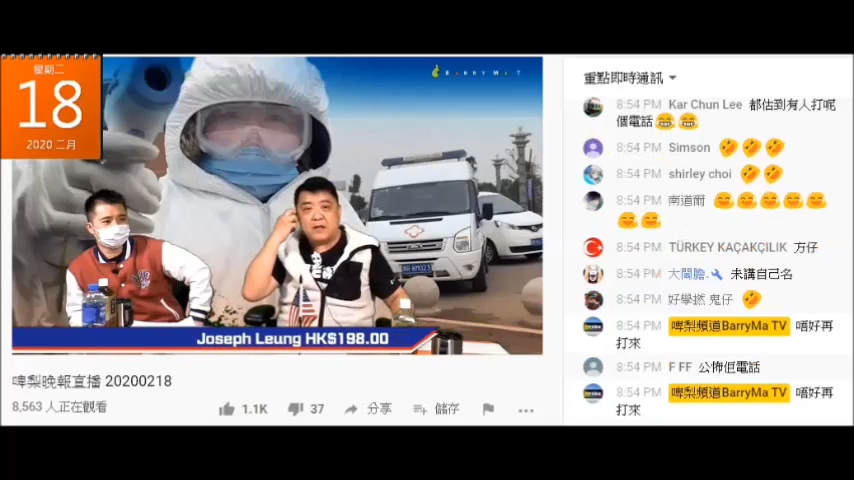 星期二
18
2020 二月
BARRYMAT
Joseph Leung HK$198.00
啤梨晚報直播 20200218
8,563 人正在觀看
1.1K
37
分享
儲存
重點即時通訊
8:54 PM Kar Chun Lee 都估到有人打呢
個電話
8:54 PM Simson
8:54 PM shirley choi
8:54 PM 南道爾
8:54 PM TÜRKEY KAÇAKÇILIK 方仔
8:54 PM 大間膽. 未講自己名
8:54 PM 好學撚 鬼仔
8:54 PM 啤梨頻道BarryMa TV 唔好再
打來
8:54 PM F FF 公怖佢電話
8:54 PM 啤梨頻道BarryMa TV 唔好再
打來